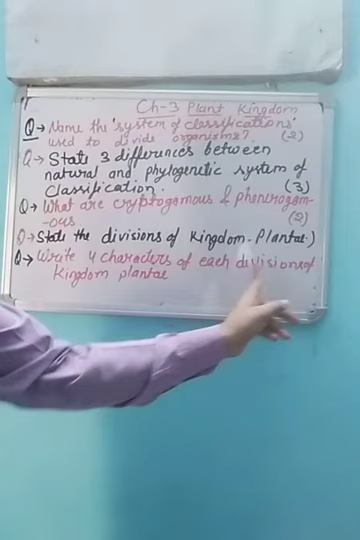 Ch-3 Plant Kingdom
Q→ Name the 'system of classifications'
used to divide organisms? (2)
Q→ State 3 differences between
natural and phylogenetic system of
Classification. (3)
Q→ What are cryptogamous & phanerogam-
-ous (2)
Q→ State the divisions of Kingdom-Plantae.)
Q→ Write 4 characters of each divisions of
Kingdom plantae